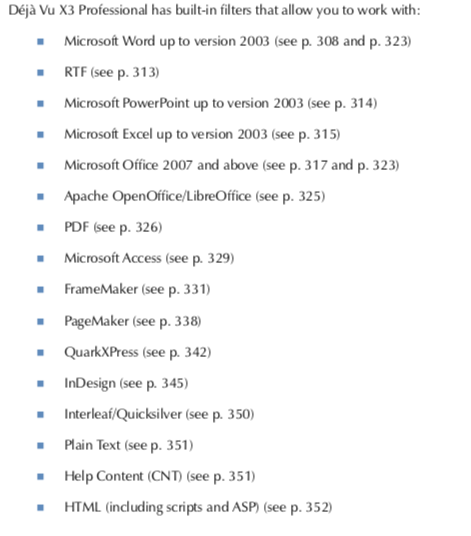 Déjà Vu X3 Professional has built-in filters that allow you to work with:
▪ Microsoft Word up to version 2003 (see p. 308 and p. 323)
▪ RTF (see p. 313)
▪ Microsoft PowerPoint up to version 2003 (see p. 314)
▪ Microsoft Excel up to version 2003 (see p. 315)
▪ Microsoft Office 2007 and above (see p. 317 and p. 323)
▪ Apache OpenOffice/LibreOffice (see p. 325)
▪ PDF (see p. 326)
▪ Microsoft Access (see p. 329)
▪ FrameMaker (see p. 331)
▪ PageMaker (see p. 338)
▪ QuarkXPress (see p. 342)
▪ InDesign (see p. 345)
▪ Interleaf/Quicksilver (see p. 350)
▪ Plain Text (see p. 351)
▪ Help Content (CNT) (see p. 351)
▪ HTML (including scripts and ASP) (see p. 352)